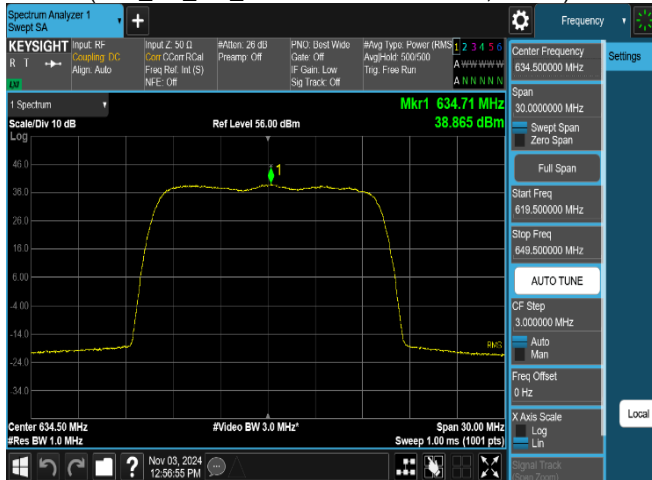 Spectrum Analyzer 1
Swept SA
+
Frequency
KEYSIGHT
R T
LXI
Input: RF
Coupling: DC
Align: Auto
Input Z: 50 Ω
Corr CCorr RCal
Freq Ref: Int (S)
NFE: Off
#Atten: 26 dB
Preamp: Off
PNO: Best Wide
Gate: Off
IF Gain: Low
Sig Track: Off
#Avg Type: Power (RMS
Avg|Hold: 500/500
Trig: Free Run
1 2 3 4 5 6
A W W W W W
A N N N N N
1 Spectrum
Scale/Div 10 dB
Ref Level 56.00 dBm
Mkr1 634.71 MHz
38.865 dBm
Log
1
46.0
36.0
26.0
16.0
6.00
-4.00
-14.0
RMS
-24.0
-34.0
Center 634.50 MHz
#Video BW 3.0 MHz*
Span 30.00 MHz
#Res BW 1.0 MHz
Sweep 1.00 ms (1001 pts)
Nov 03, 2024
12:56:55 PM
?
Center Frequency
634.500000 MHz
Settings
Span
30.0000000 MHz
Swept Span
Zero Span
Full Span
Start Freq
619.500000 MHz
Stop Freq
649.500000 MHz
AUTO TUNE
CF Step
3.000000 MHz
Auto
Man
Freq Offset
0 Hz
X Axis Scale
Log
Lin
Local
Signal Track
(Span Zoom)